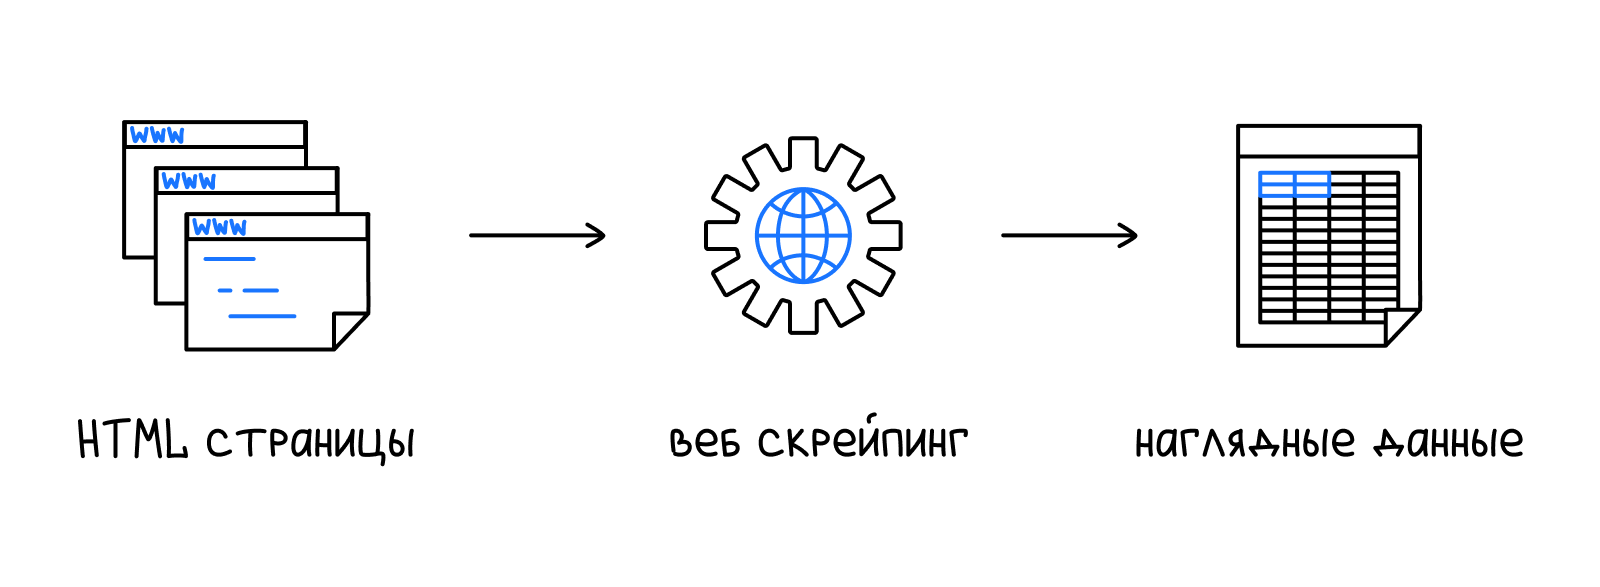 www
www
www
HTML страницы
веб скрейпинг
наглядные данные